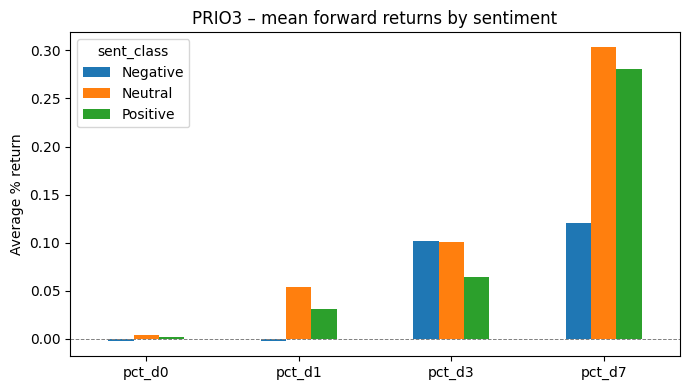 PRIO3 – mean forward returns by sentiment
sent_class
Negative
Neutral
Positive
Average % return
0.30
0.25
0.20
0.15
0.10
0.05
0.00
pct_d0 pct_d1 pct_d3 pct_d7